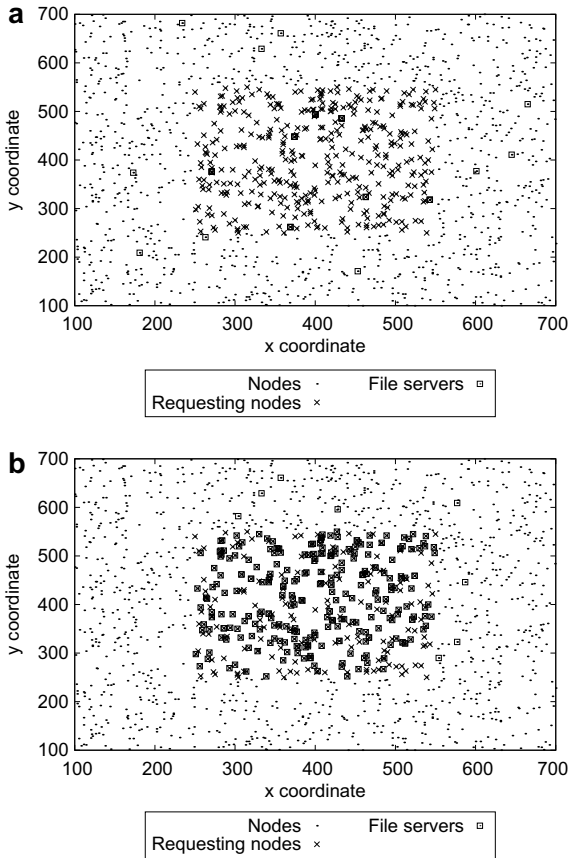 a
700
600
500
400
300
200
100
y coordinate
100 200 300 400 500 600 700
x coordinate
Nodes File servers
Requesting nodes
b
700
600
500
400
300
200
100
y coordinate
100 200 300 400 500 600 700
x coordinate
Nodes File servers
Requesting nodes